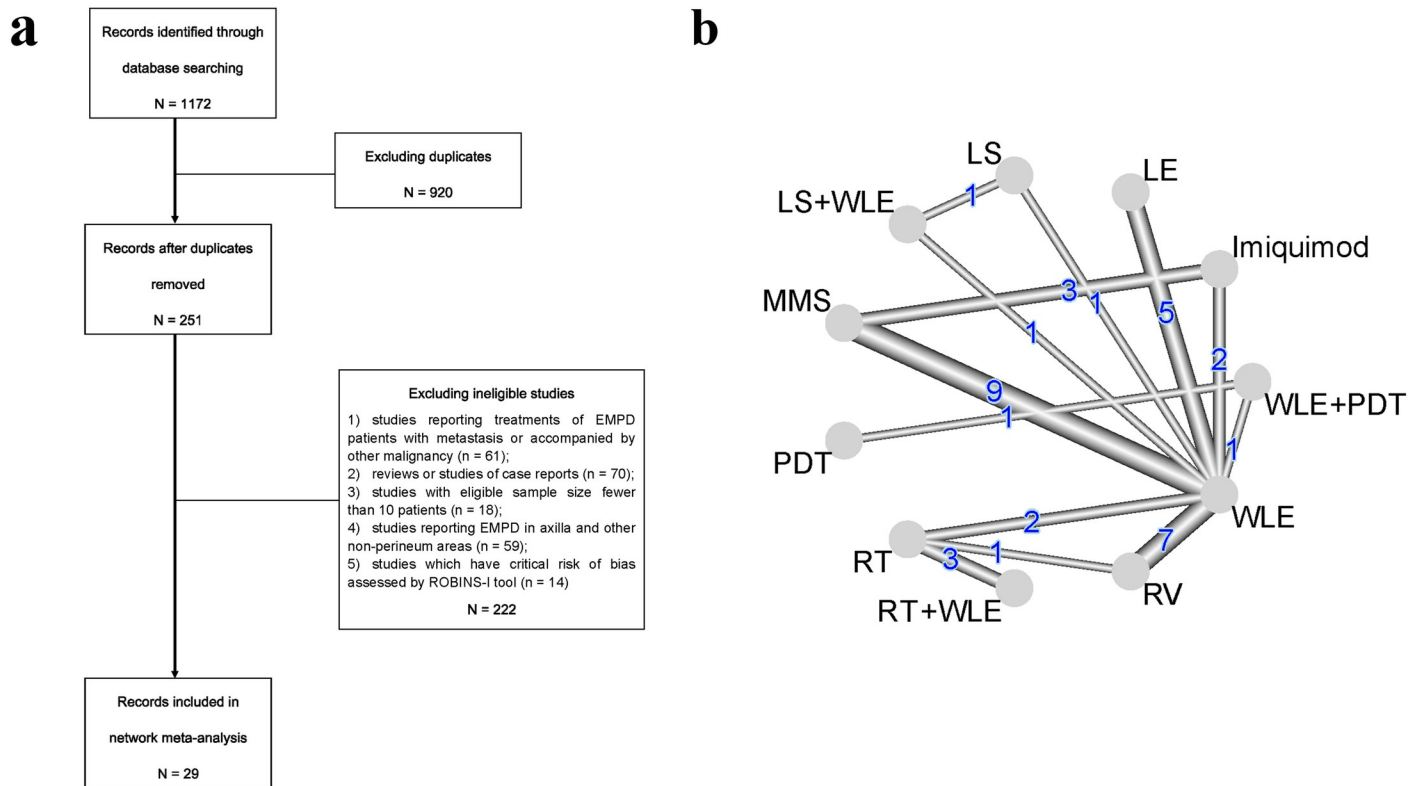 a
Records identified through
database searching
N = 1172
Excluding duplicates
N = 920
Records after duplicates
removed
N = 251
Excluding ineligible studies
1) studies reporting treatments of EMPD
patients with metastasis or accompanied by
other malignancy (n = 61);
2) reviews or studies of case reports (n = 70);
3) studies with eligible sample size fewer
than 10 patients (n = 18);
4) studies reporting EMPD in axilla and other
non-perineum areas (n = 59);
5) studies which have critical risk of bias
assessed by ROBINS-I tool (n = 14)
N = 222
Records included in
network meta-analysis
N = 29
b
LS
LE
LS+WLE
1
Imiquimod
MMS
3
1
5
1
2
9
1
WLE+PDT
PDT
1
WLE
2
7
RT
3
1
RV
RT+WLE